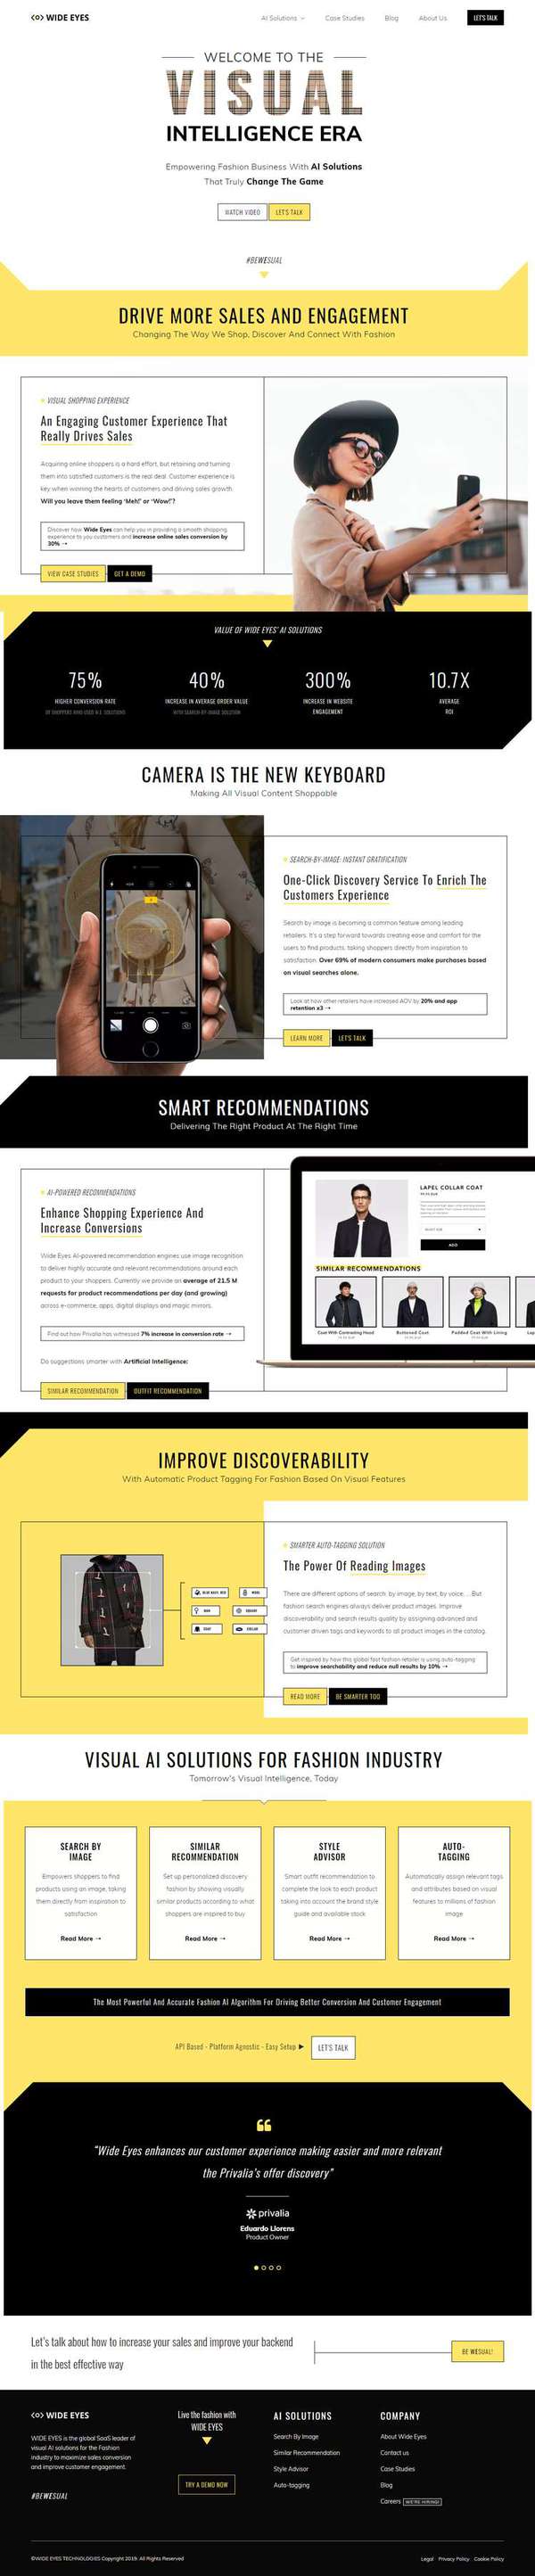 WIDE EYES
AI Solutions
Case Studies
Blog
About Us
LET'S TALK
WELCOME TO THE
VISUAL
INTELLIGENCE ERA
Empowering Fashion Business With AI Solutions
That Truly Change The Game
WATCH VIDEO
LET'S TALK
#BEWESUAL
DRIVE MORE SALES AND ENGAGEMENT
Changing The Way We Shop, Discover And Connect With Fashion
VISUAL SHOPPING EXPERIENCE
An Engaging Customer Experience That
Really Drives Sales
Acquiring online shoppers is a hard effort, but retaining and turning
them into satisfied customers is the real deal. Customer experience is
key when winning the hearts of customers and driving sales growth.
Will you leave them feeling "Meh!" or "Wow!"?
Discover how Wide Eyes can help you in providing a smooth shopping
experience to you customers and increase online sales conversion by
30% →
VIEW CASE STUDIES
GET A DEMO
VALUE OF WIDE EYES' AI SOLUTIONS
75%
HIGHER CONVERSION RATE
OF SHOPPERS WHO USED W.E. SOLUTIONS
40%
INCREASE IN AVERAGE ORDER VALUE
WITH SEARCH-BY-IMAGE SOLUTION
300%
INCREASE IN WEBSITE
ENGAGEMENT
10.7X
AVERAGE
ROI
CAMERA IS THE NEW KEYBOARD
Making All Visual Content Shoppable
SEARCH-BY-IMAGE: INSTANT GRATIFICATION
One-Click Discovery Service To Enrich The
Customers Experience
Search by image is becoming a common feature among leading
retailers. It's a step forward towards creating ease and comfort for the
users to find products, taking shoppers directly from inspiration to
satisfaction. Over 69% of modern consumers make purchases based
on visual searches alone.
Look at how other retailers have increased AOV by 20% and app
retention x3 →
LEARN MORE
LET'S TALK
SMART RECOMMENDATIONS
Delivering The Right Product At The Right Time
AI-POWERED RECOMMENDATIONS
Enhance Shopping Experience And
Increase Conversions
Wide Eyes AI-powered recommendation engines use image recognition
to deliver highly accurate and relevant recommendations around each
product to your shoppers. Currently we provide an average of 21.5 M
requests for product recommendations per day (and growing)
across e-commerce, apps, digital displays and magic mirrors.
Find out how Privalia has witnessed 7% increase in conversion rate →
Do suggestions smarter with Artificial Intelligence:
SIMILAR RECOMMENDATION
OUTFIT RECOMMENDATION
LAPEL COLLAR COAT
ADD
SIMILAR RECOMMENDATIONS
Coat With Contrasting Hood
Buttoned Coat
Padded Coat With Lining
IMPROVE DISCOVERABILITY
With Automatic Product Tagging For Fashion Based On Visual Features
SMARTER AUTO-TAGGING SOLUTION
The Power Of Reading Images
There are different options of search: by image, by text, by voice ... But
fashion search engines always deliver product images. Improve
discoverability and search results quality by assigning advanced and
customer driven tags and keywords to all product images in the catalog.
Get inspired by how this global fast fashion retailer is using auto-tagging
to improve searchability and reduce null results by 10% →
READ MORE
BE SMARTER TOO
VISUAL AI SOLUTIONS FOR FASHION INDUSTRY
Tomorrow's Visual Intelligence, Today
SEARCH BY
IMAGE
Empowers shoppers to find
products using an image, taking
them directly from inspiration to
satisfaction
Read More →
SIMILAR
RECOMMENDATION
Set up personalized discovery
fashion by showing visually
similar products according to what
shoppers are inspired to buy
Read More →
STYLE
ADVISOR
Smart outfit recommendation to
complete the look to each product
taking into account the brand style
guide and available stock
Read More →
AUTO-
TAGGING
Automatically assign relevant tags
and attributes based on visual
features to millions of fashion
image
Read More →
The Most Powerful And Accurate Fashion AI Algorithm For Driving Better Conversion And Customer Engagement
API Based - Platform Agnostic - Easy Setup ►
LET'S TALK
"Wide Eyes enhances our customer experience making easier and more relevant
the Privalia's offer discovery"
privalia
Eduardo Llorens
Product Owner
Let's talk about how to increase your sales and improve your backend
in the best effective way
BE WESUAL!
WIDE EYES
WIDE EYES is the global SaaS leader of
visual AI solutions for the Fashion
industry to maximize sales conversion
and improve customer engagement.
#BEWESUAL
Live the fashion with
WIDE EYES
TRY A DEMO NOW
AI SOLUTIONS
Search By Image
Similar Recommendation
Style Advisor
Auto-tagging
COMPANY
About Wide Eyes
Contact us
Case Studies
Blog
Careers WE'RE HIRING!
©WIDE EYES TECHNOLOGIES Copyright 2019. All Rights Reserved
Legal
Privacy Policy
Cookie Policy